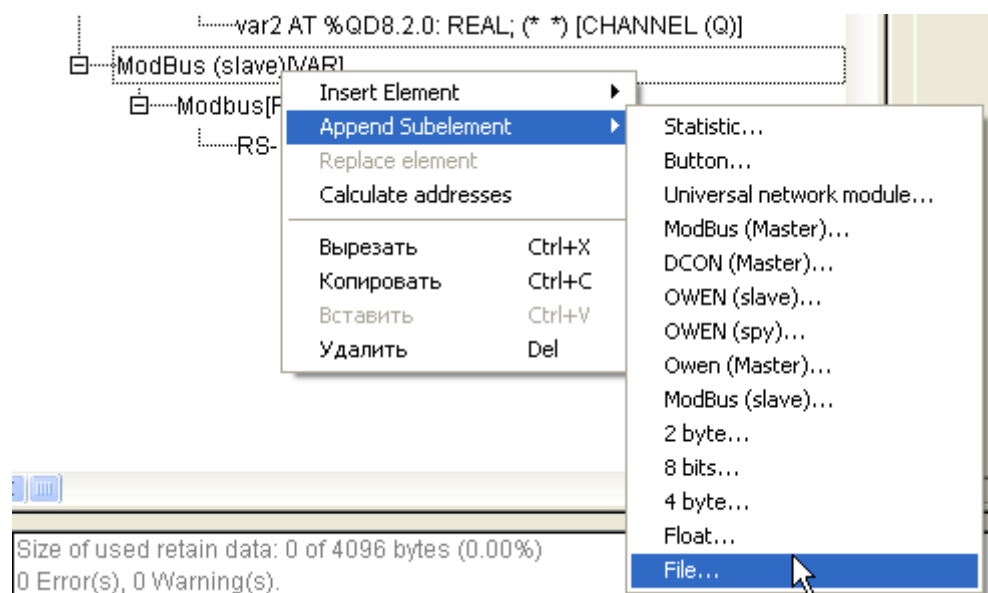 var2 AT %QD8.2.0: REAL; (* *) [CHANNEL (Q)]
ModBus (slave)[VAR]
Modbus[F
RS-
Insert Element
Append Subelement
Replace element
Calculate addresses
Вырезать Ctrl+X
Копировать Ctrl+C
Вставить Ctrl+V
Удалить Del
Statistic...
Button...
Universal network module...
ModBus (Master)...
DCON (Master)...
OWEN (slave)...
OWEN (spy)...
Owen (Master)...
ModBus (slave)...
2 byte...
8 bits...
4 byte...
Float...
File...
Size of used retain data: 0 of 4096 bytes (0.00%)
0 Error(s), 0 Warning(s).